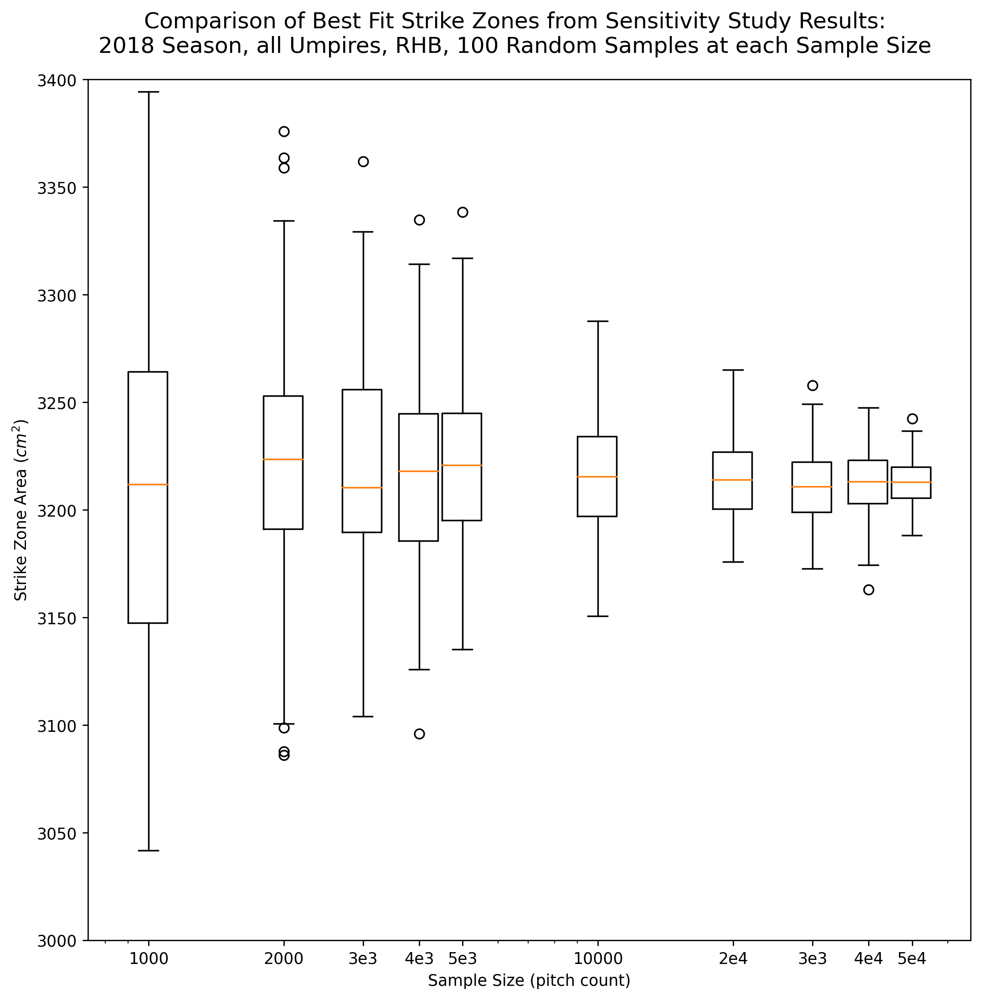 Comparison of Best Fit Strike Zones from Sensitivity Study Results:
2018 Season, all Umpires, RHB, 100 Random Samples at each Sample Size
3400
3350
3300
3250
3200
3150
3100
3050
3000
Strike Zone Area (cm²)
1000 2000 3e3 4e3 5e3 10000 2e4 3e3 4e4 5e4
Sample Size (pitch count)